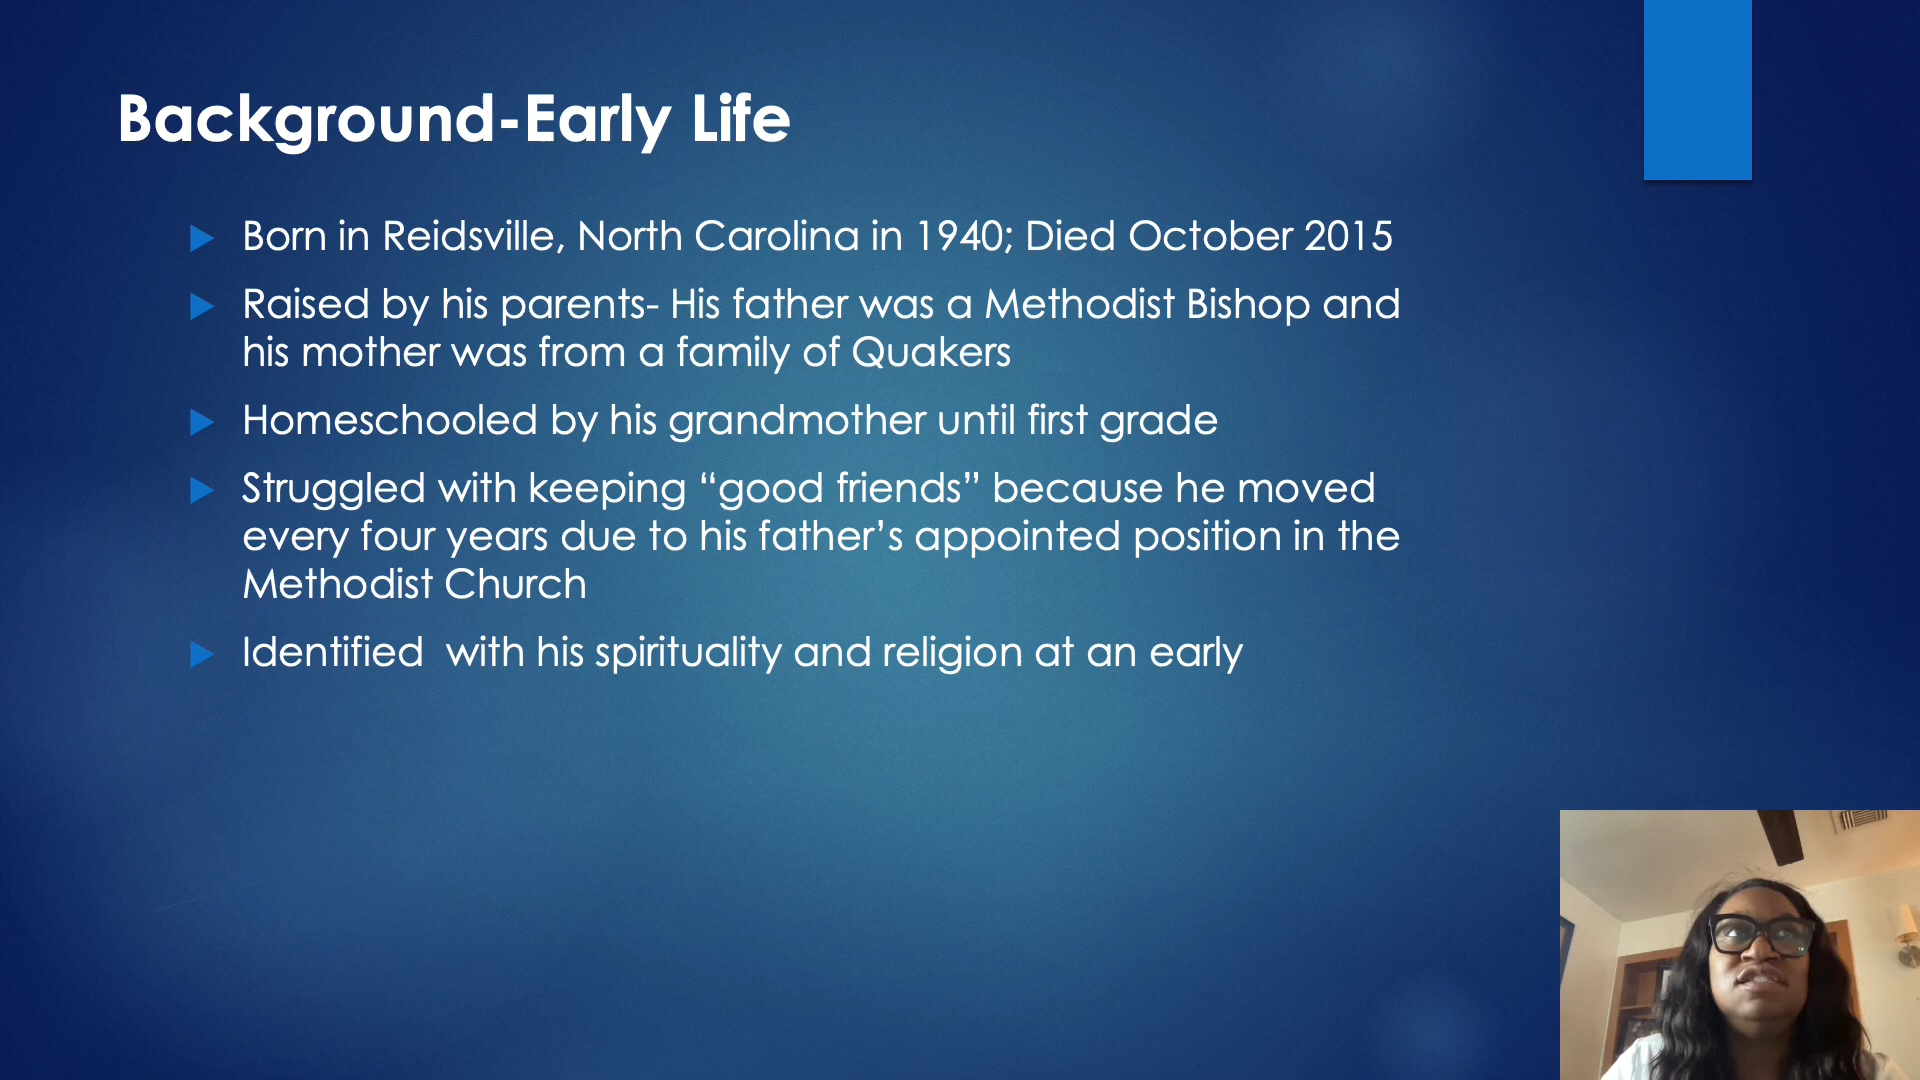 Background-Early Life
Born in Reidsville, North Carolina in 1940; Died October 2015
Raised by his parents- His father was a Methodist Bishop and
his mother was from a family of Quakers
Homeschooled by his grandmother until first grade
Struggled with keeping “good friends” because he moved
every four years due to his father’s appointed position in the
Methodist Church
Identified  with his spirituality and religion at an early